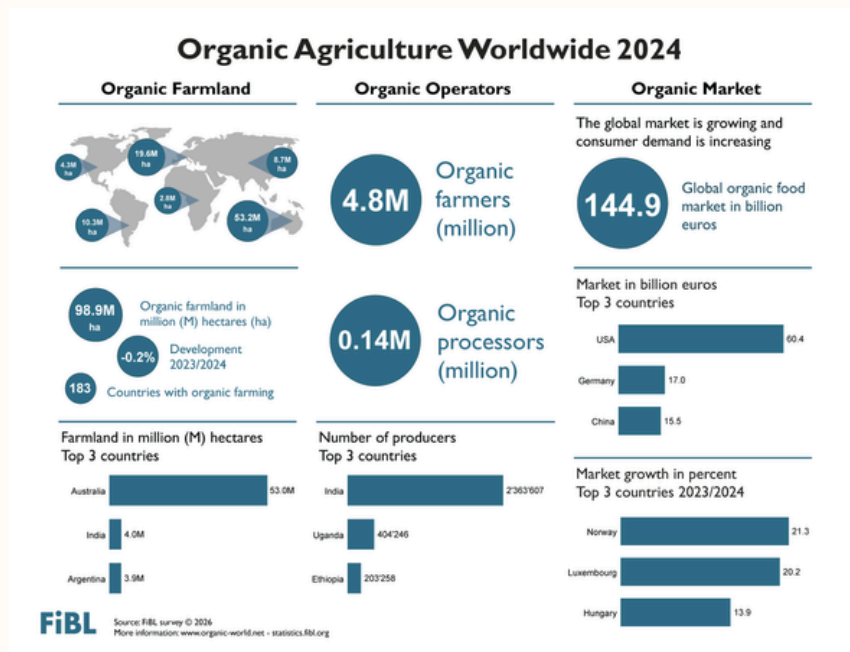 Organic Agriculture Worldwide 2024
Organic Farmland
4.3M
ha
19.6M
ha
8.7M
ha
2.8M
ha
10.3M
ha
53.2M
ha
98.9M
ha
Organic farmland in
million (M) hectares (ha)
-0.2%
Development
2023/2024
183
Countries with organic farming
Farmland in million (M) hectares
Top 3 countries
Australia 53.0M
India 4.0M
Argentina 3.9M
Organic Operators
4.8M
Organic
farmers
(million)
0.14M
Organic
processors
(million)
Number of producers
Top 3 countries
India 2'363'607
Uganda 404'246
Ethiopia 203'258
Organic Market
The global market is growing and
consumer demand is increasing
144.9
Global organic food
market in billion
euros
Market in billion euros
Top 3 countries
USA 60.4
Germany 17.0
China 15.5
Market growth in percent
Top 3 countries 2023/2024
Norway 21.3
Luxembourg 20.2
Hungary 13.9
FiBL
Source: FiBL survey © 2026
More information: www.organic-world.net - statistics.fibl.org